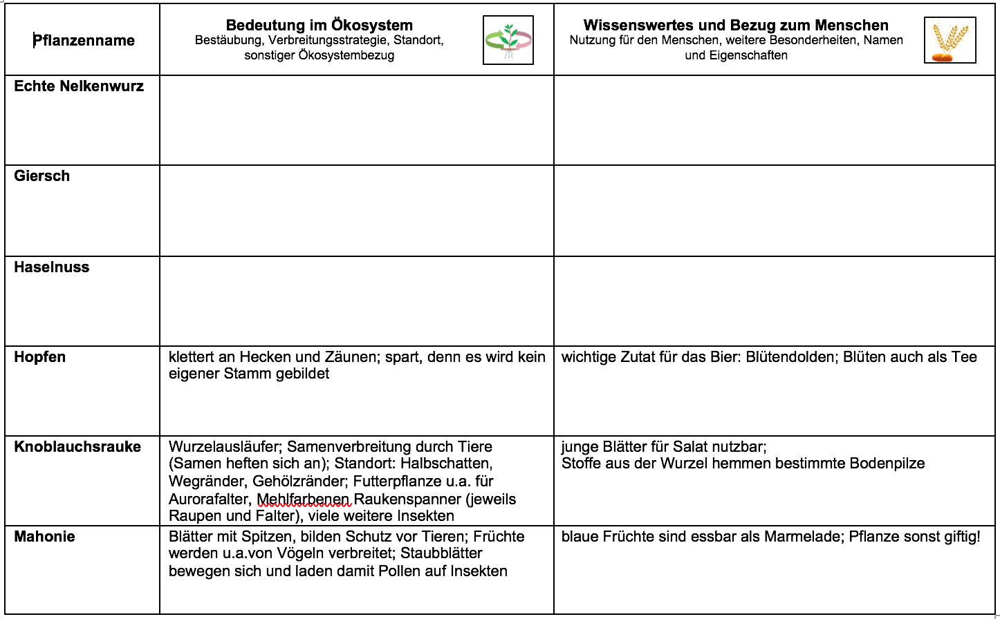 Pflanzenname
Bedeutung im Ökosystem
Bestäubung, Verbreitungsstrategie, Standort,
sonstiger Ökosystembezug
Wissenswertes und Bezug zum Menschen
Nutzung für den Menschen, weitere Besonderheiten, Namen
und Eigenschaften
Echte Nelkenwurz
Giersch
Haselnuss
Hopfen
klettert an Hecken und Zäunen; spart, denn es wird kein
eigener Stamm gebildet
wichtige Zutat für das Bier: Blütendolden; Blüten auch als Tee
Knoblauchsrauke
Wurzelausläufer; Samenverbreitung durch Tiere
(Samen heften sich an); Standort: Halbschatten,
Wegränder, Gehölzränder; Futterpflanze u.a. für
Aurorafalter, Mehlfarbenen Raukenspanner (jeweils
Raupen und Falter), viele weitere Insekten
junge Blätter für Salat nutzbar;
Stoffe aus der Wurzel hemmen bestimmte Bodenpilze
Mahonie
Blätter mit Spitzen, bilden Schutz vor Tieren; Früchte
werden u.a.von Vögeln verbreitet; Staubblätter
bewegen sich und laden damit Pollen auf Insekten
blaue Früchte sind essbar als Marmelade; Pflanze sonst giftig!